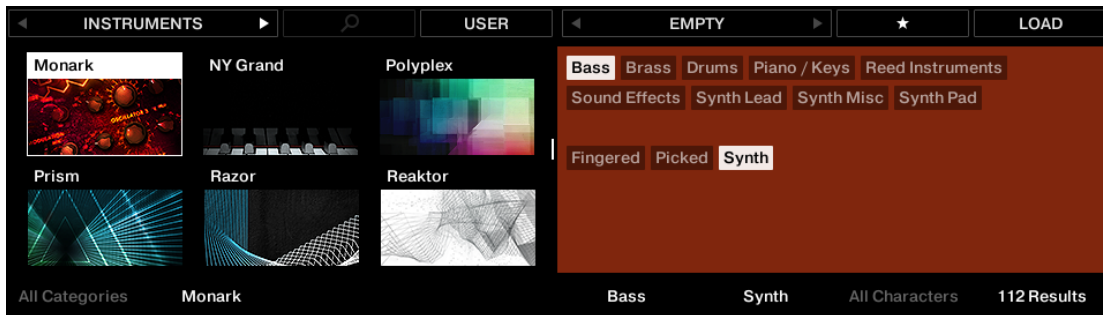 INSTRUMENTS USER EMPTY ★ LOAD
Monark NY Grand Polyplex
Bass Brass Drums Piano / Keys Reed Instruments
Sound Effects Synth Lead Synth Misc Synth Pad
Fingered Picked Synth
Prism Razor Reaktor
All Categories Monark Bass Synth All Characters 112 Results